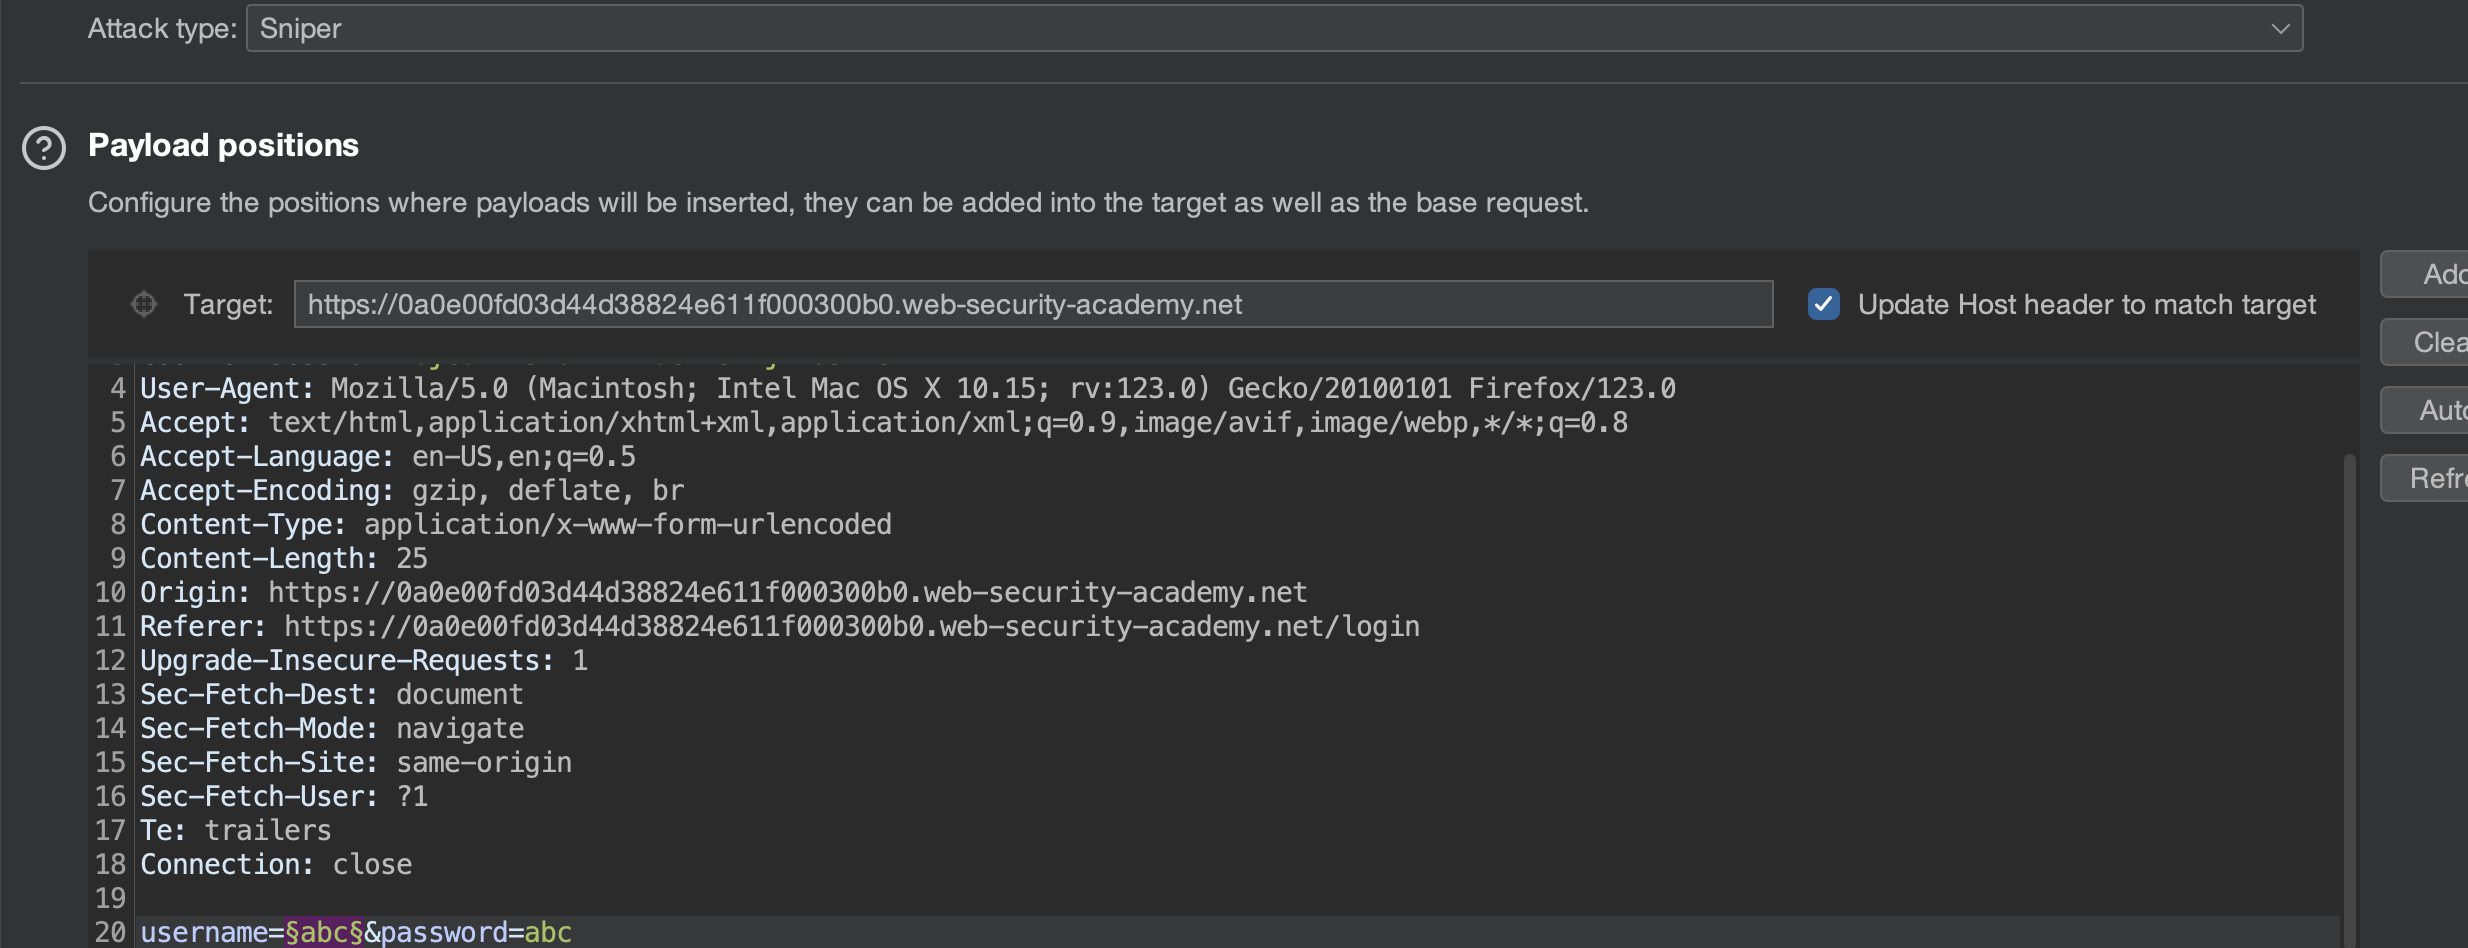 Attack type: Sniper
Payload positions
Configure the positions where payloads will be inserted, they can be added into the target as well as the base request.
Target: https://0a0e00fd03d44d38824e611f000300b0.web-security-academy.net Update Host header to match target
4 User-Agent: Mozilla/5.0 (Macintosh; Intel Mac OS X 10.15; rv:123.0) Gecko/20100101 Firefox/123.0
5 Accept: text/html,application/xhtml+xml,application/xml;q=0.9,image/avif,image/webp,*/*;q=0.8
6 Accept-Language: en-US,en;q=0.5
7 Accept-Encoding: gzip, deflate, br
8 Content-Type: application/x-www-form-urlencoded
9 Content-Length: 25
10 Origin: https://0a0e00fd03d44d38824e611f000300b0.web-security-academy.net
11 Referer: https://0a0e00fd03d44d38824e611f000300b0.web-security-academy.net/login
12 Upgrade-Insecure-Requests: 1
13 Sec-Fetch-Dest: document
14 Sec-Fetch-Mode: navigate
15 Sec-Fetch-Site: same-origin
16 Sec-Fetch-User: ?1
17 Te: trailers
18 Connection: close
19
20 username=§abc§&password=abc
Add
Clea
Auto
Refre